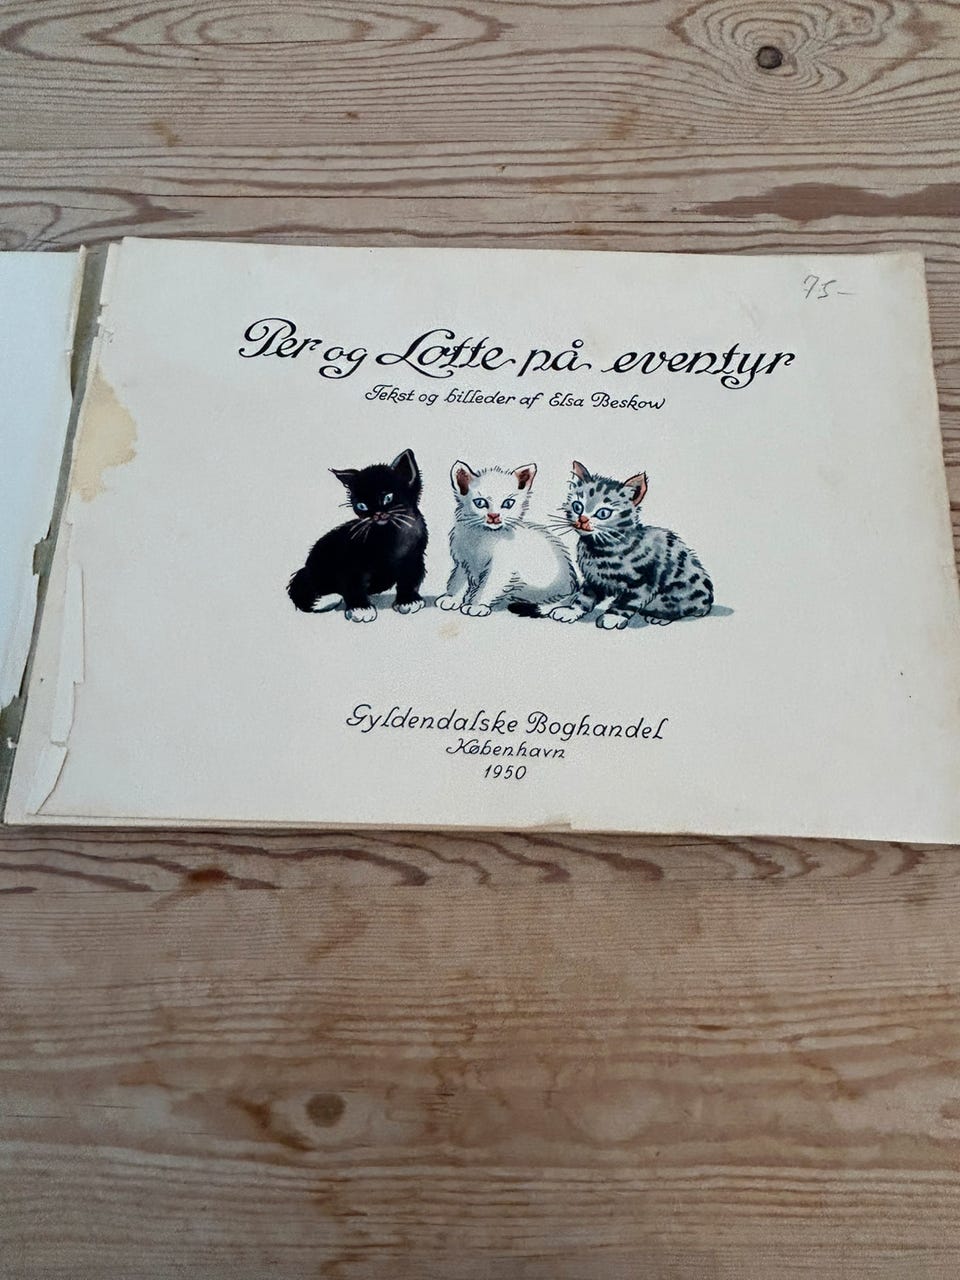 75-
Per og Lotte på eventyr
Tekst og billeder af Elsa Beskow
Gyldendalske Boghandel
København
1950